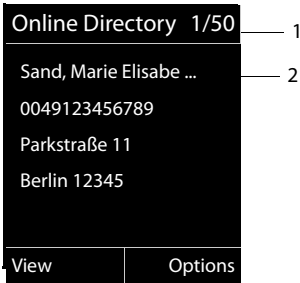 Online Directory 1/50
1
Sand, Marie Elisabe ...
2
0049123456789
Parkstraße 11
Berlin 12345
View Options